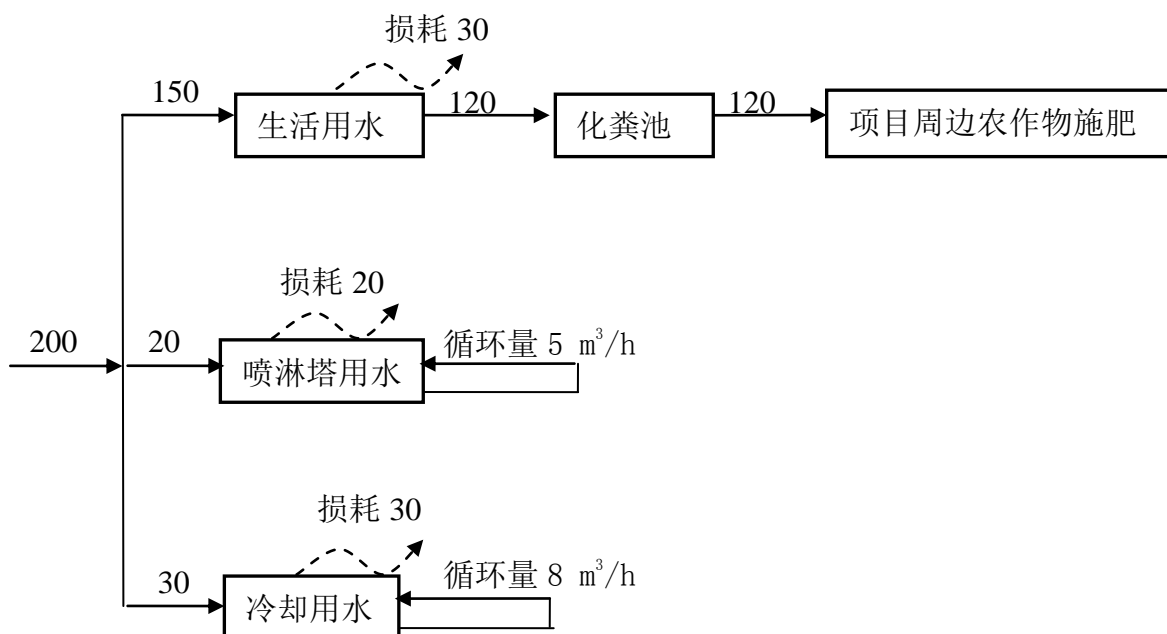 损耗 30
150
生活用水
120
化粪池
120
项目周边农作物施肥
损耗 20
200
20
喷淋塔用水
循环量 5 m³/h
损耗 30
30
冷却用水
循环量 8 m³/h